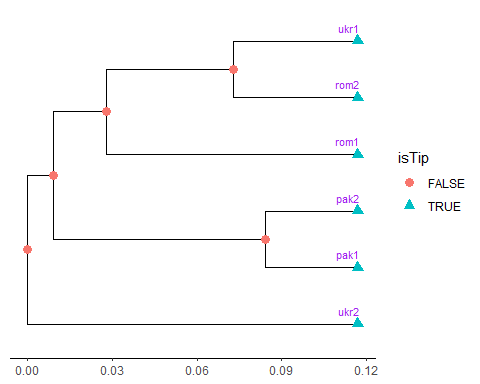 ukr1
rom2
rom1
pak2
pak1
ukr2
isTip
FALSE
TRUE
0.00 0.03 0.06 0.09 0.12